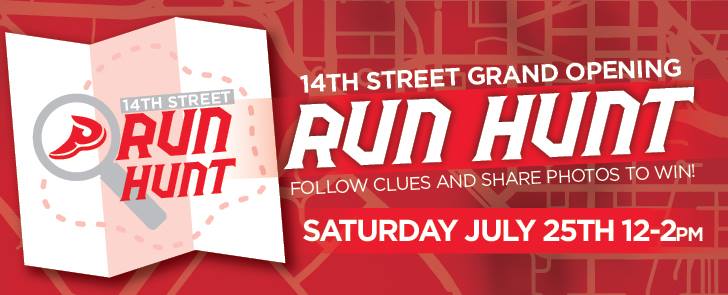 14TH STREET
RUN
HUNT
14TH STREET GRAND OPENING
RUN HUNT
FOLLOW CLUES AND SHARE PHOTOS TO WIN!
SATURDAY JULY 25TH 12-2PM